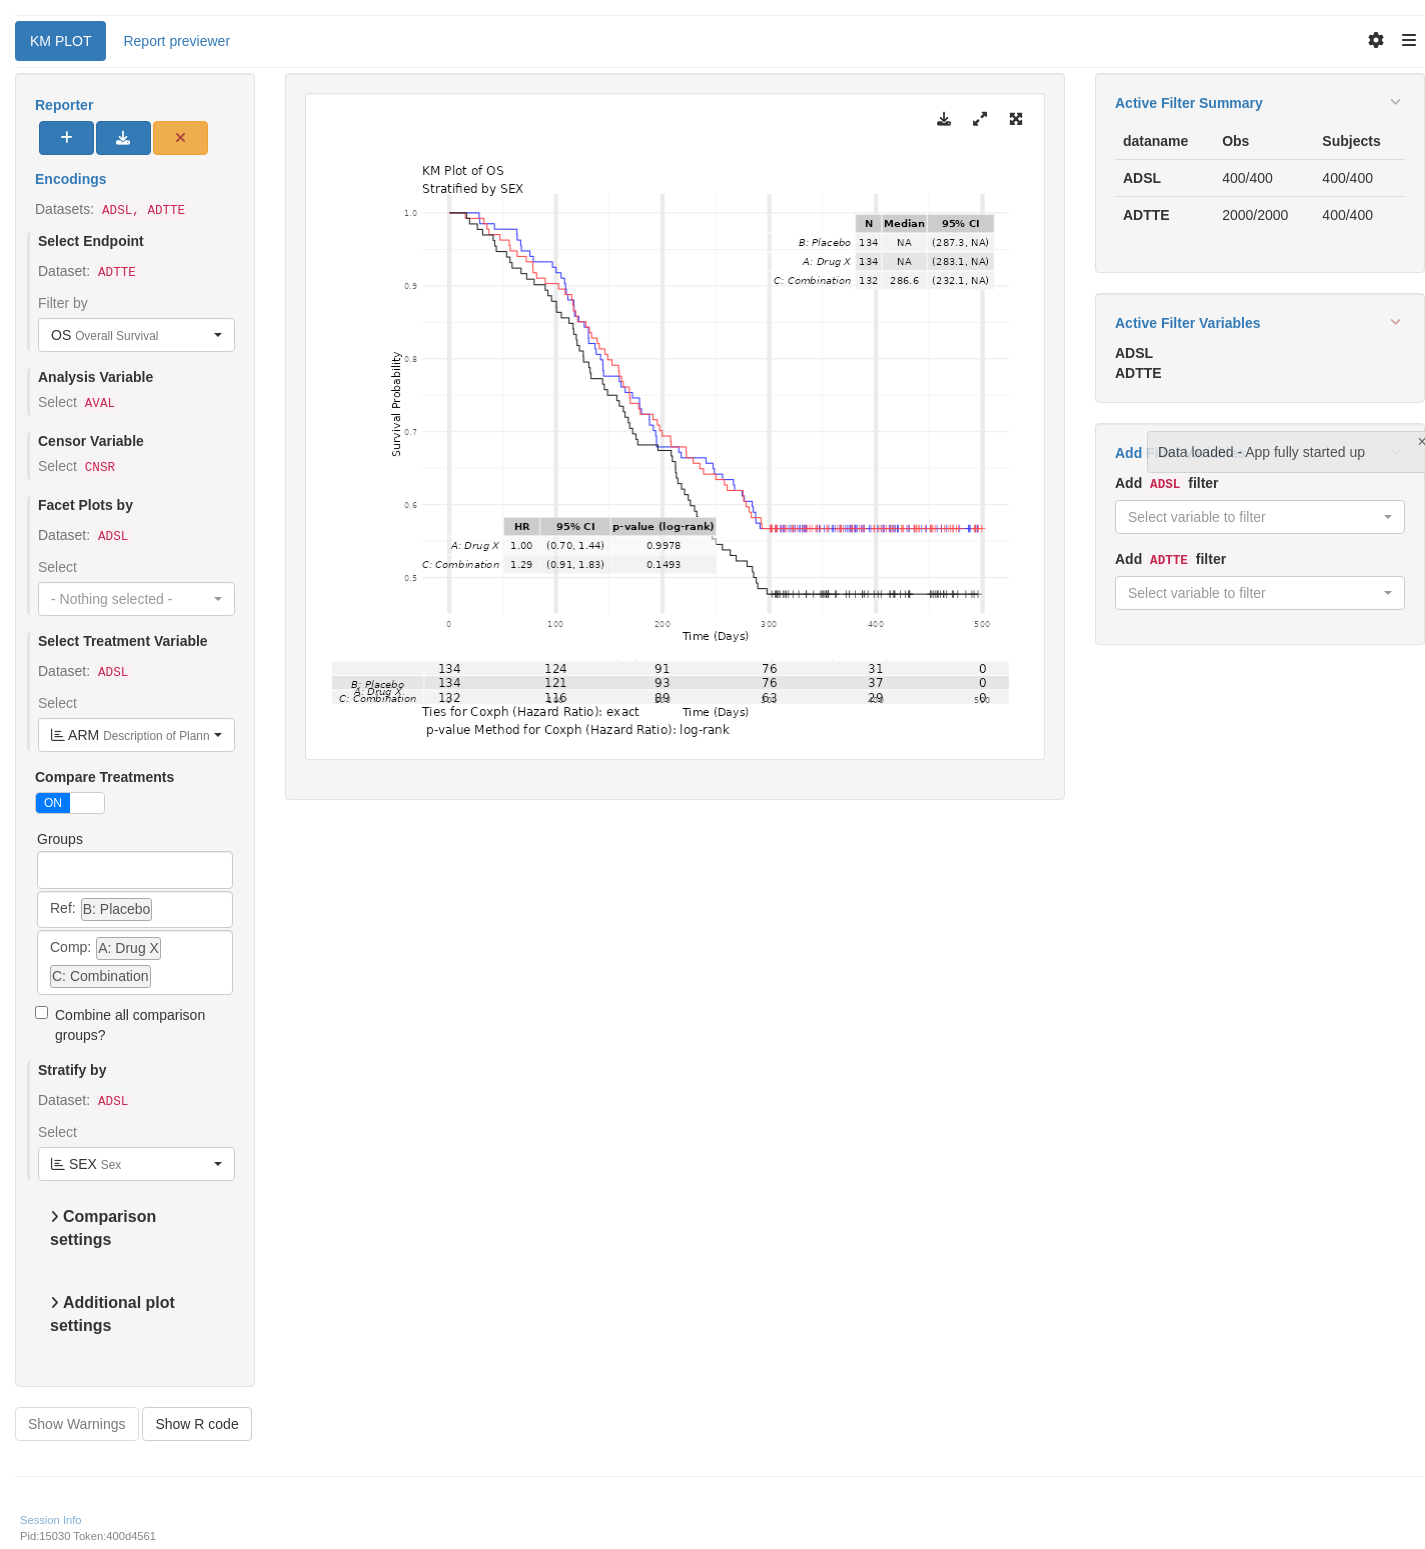 KM PLOT
Report previewer
Reporter
Encodings
Datasets: ADSL, ADTTE
Select Endpoint
Dataset: ADTTE
Filter by
OS Overall Survival
Analysis Variable
Select AVAL
Censor Variable
Select CNSR
Facet Plots by
Dataset: ADSL
Select
- Nothing selected -
Select Treatment Variable
Dataset: ADSL
Select
ARM Description of Plann
Compare Treatments
ON
Groups
Ref: B: Placebo
Comp: A: Drug X
C: Combination
Combine all comparison
groups?
Stratify by
Dataset: ADSL
Select
SEX Sex
Comparison
settings
Additional plot
settings
Show Warnings
Show R code
KM Plot of OS
Stratified by SEX
1.0
0.9
0.8
0.7
0.6
0.5
Survival Probability
N Median 95% CI
B: Placebo 134 NA (287.3, NA)
A: Drug X 134 NA (283.1, NA)
C: Combination 132 286.6 (232.1, NA)
HR 95% CI p-value (log-rank)
A: Drug X 1.00 (0.70, 1.44) 0.9978
C: Combination 1.29 (0.91, 1.83) 0.1493
0 100 200 300 400 500
Time (Days)
134 124 91 76 31 0
B: Placebo 134 121 93 76 37 0
A: Drug X
C: Combination 132 116 89 63 29 0
Time (Days)
Ties for Coxph (Hazard Ratio): exact
p-value Method for Coxph (Hazard Ratio): log-rank
Active Filter Summary
dataname Obs Subjects
ADSL 400/400 400/400
ADTTE 2000/2000 400/400
Active Filter Variables
ADSL
ADTTE
Add
Data loaded - App fully started up
×
Add ADSL filter
Select variable to filter
Add ADTTE filter
Select variable to filter
Session Info
Pid:15030 Token:400d4561